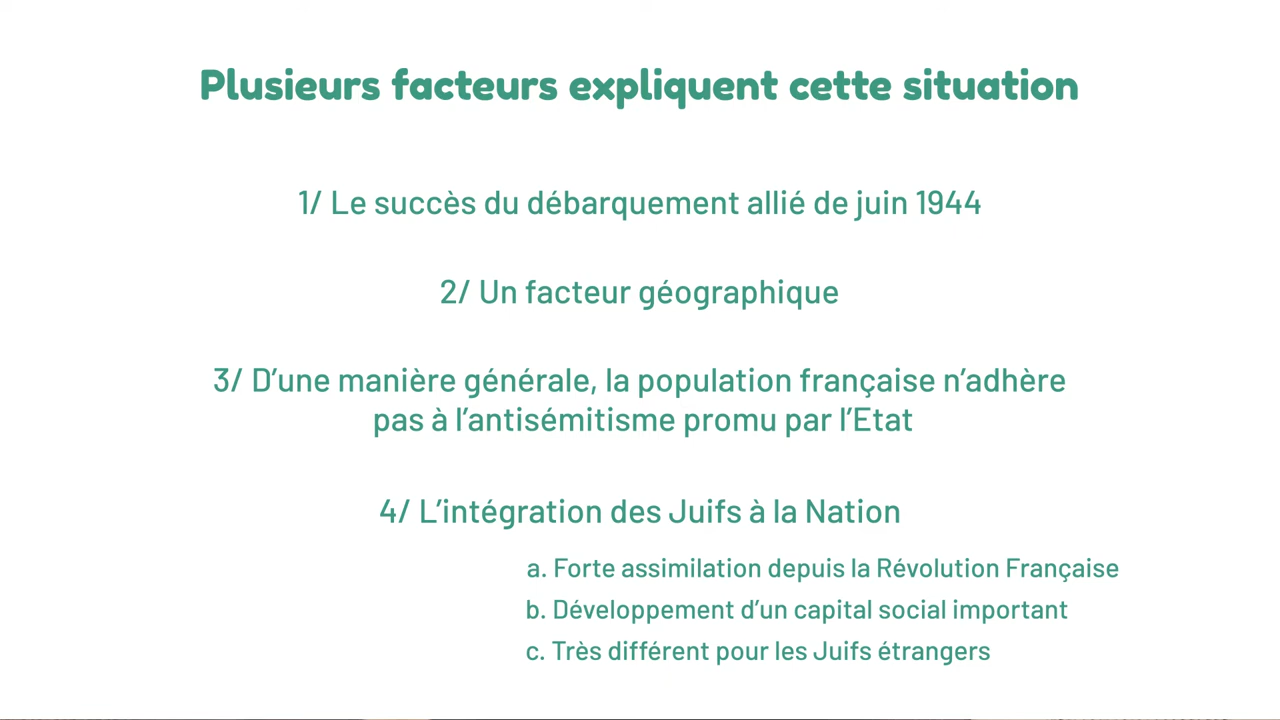 Plusieurs facteurs expliquent cette situation
1/ Le succès du débarquement allié de juin 1944
2/ Un facteur géographique
3/ D’une manière générale, la population française n’adhère
pas à l’antisémitisme promu par l’Etat
4/ L’intégration des Juifs à la Nation
a. Forte assimilation depuis la Révolution Française
b. Développement d’un capital social important
c. Très différent pour les Juifs étrangers